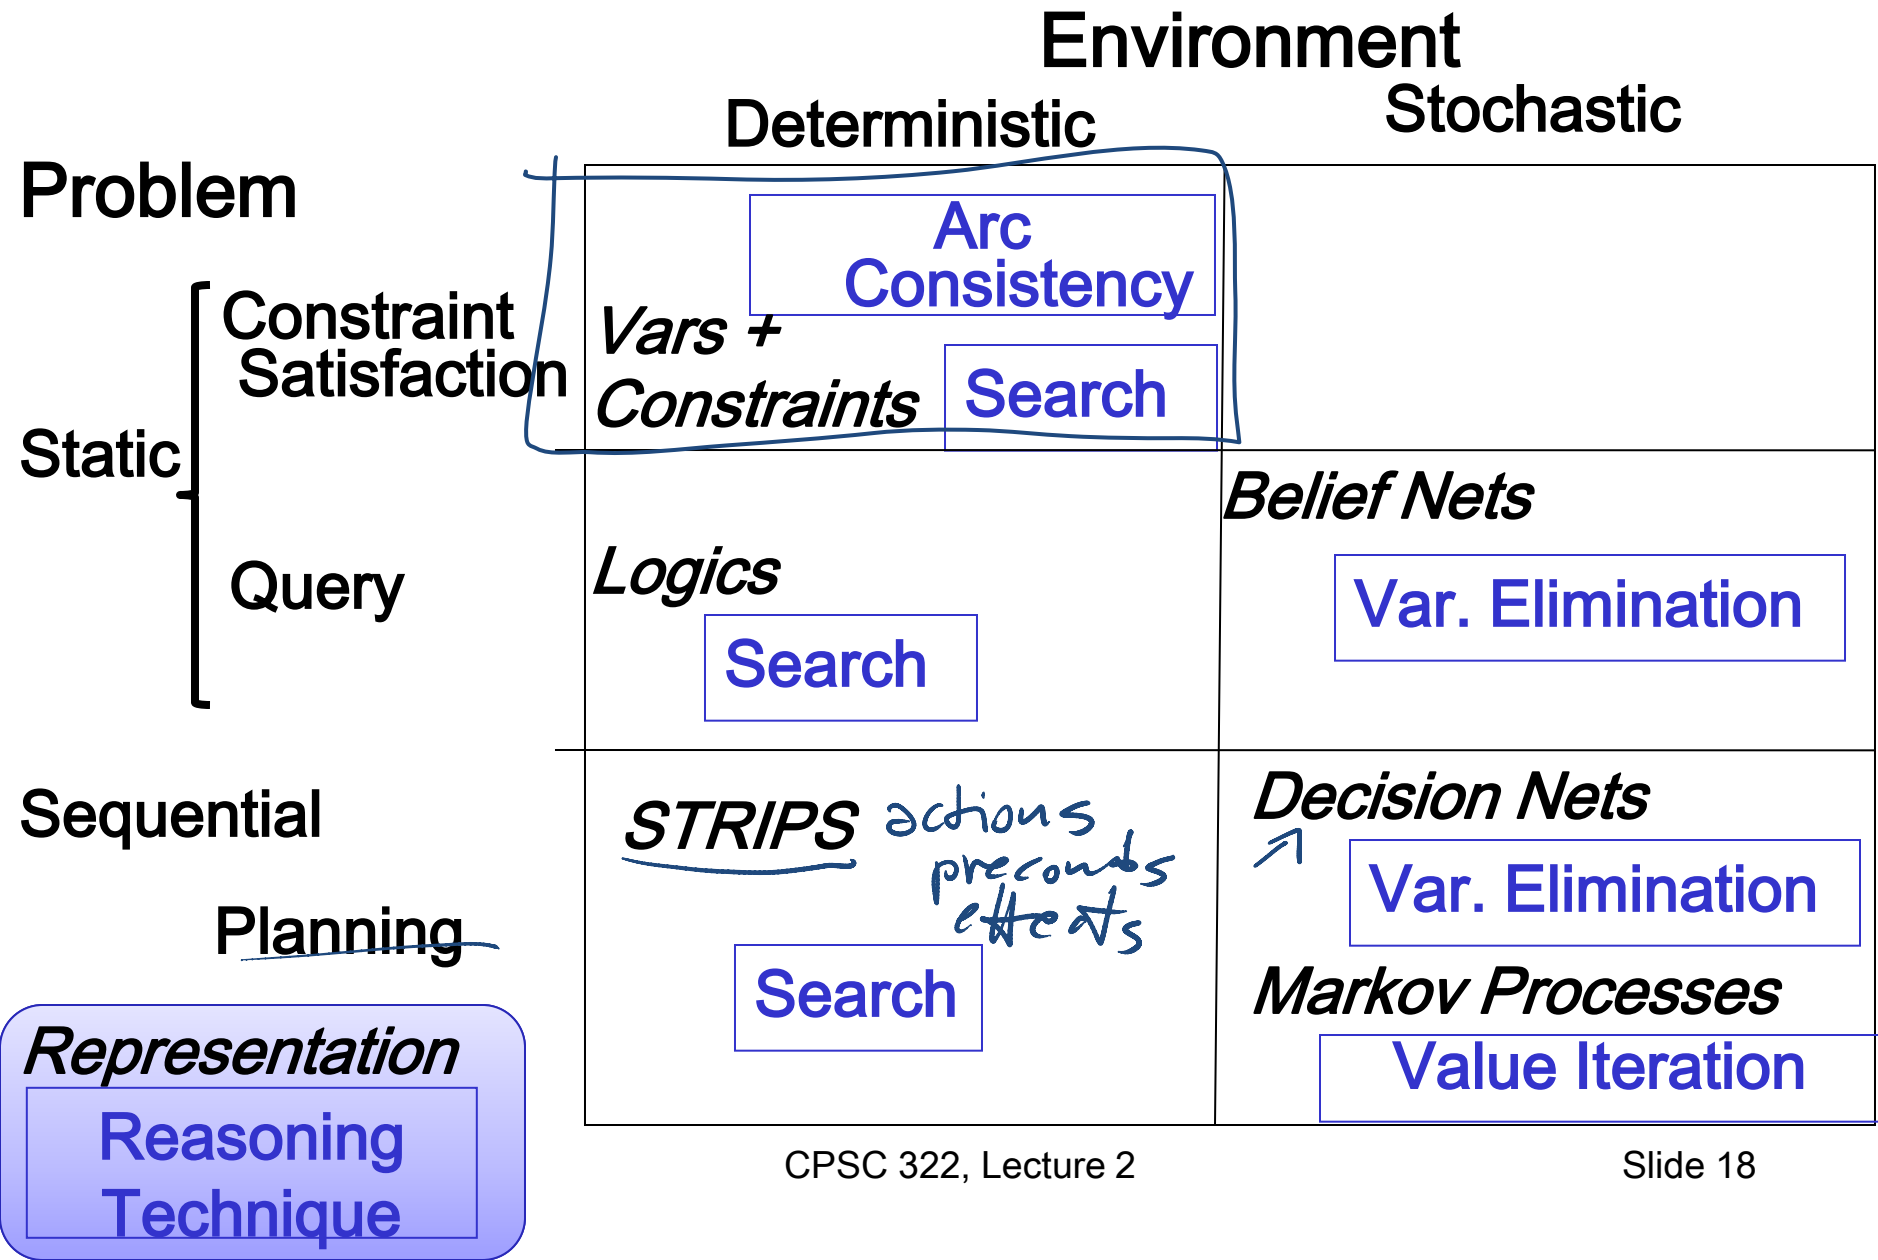 Environment
Deterministic
Stochastic
Problem
Arc
Consistency
Constraint
Satisfaction
Vars +
Constraints
Search
Static
Belief Nets
Query
Logics
Var. Elimination
Search
Sequential
STRIPS actions
preconds
effects
Decision Nets
Var. Elimination
Planning
Search
Markov Processes
Value Iteration
Representation
Reasoning
Technique
CPSC 322, Lecture 2
Slide 18